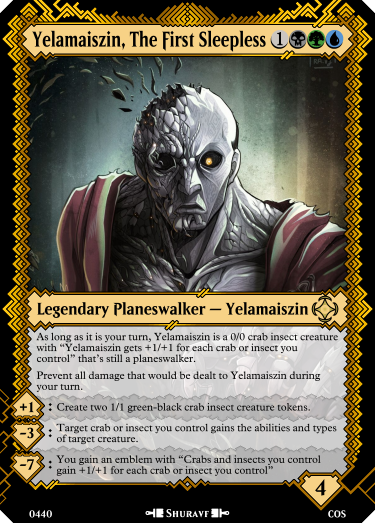 Yelamaiszin, The First Sleepless 1
Legendary Planeswalker — Yelamaiszin
As long as it is your turn, Yelamaiszin is a 0/0 crab insect creature
with “Yelamaiszin gets +1/+1 for each crab or insect you
control” that’s still a planeswalker.
Prevent all damage that would be dealt to Yelamaiszin during
your turn.
+1 : Create two 1/1 green-black crab insect creature tokens.
−3 : Target crab or insect you control gains the abilities and types
of target creature.
−7 : You gain an emblem with “Crabs and insects you control
gain +1/+1 for each crab or insect you control”
4
0440 Shurayf COS